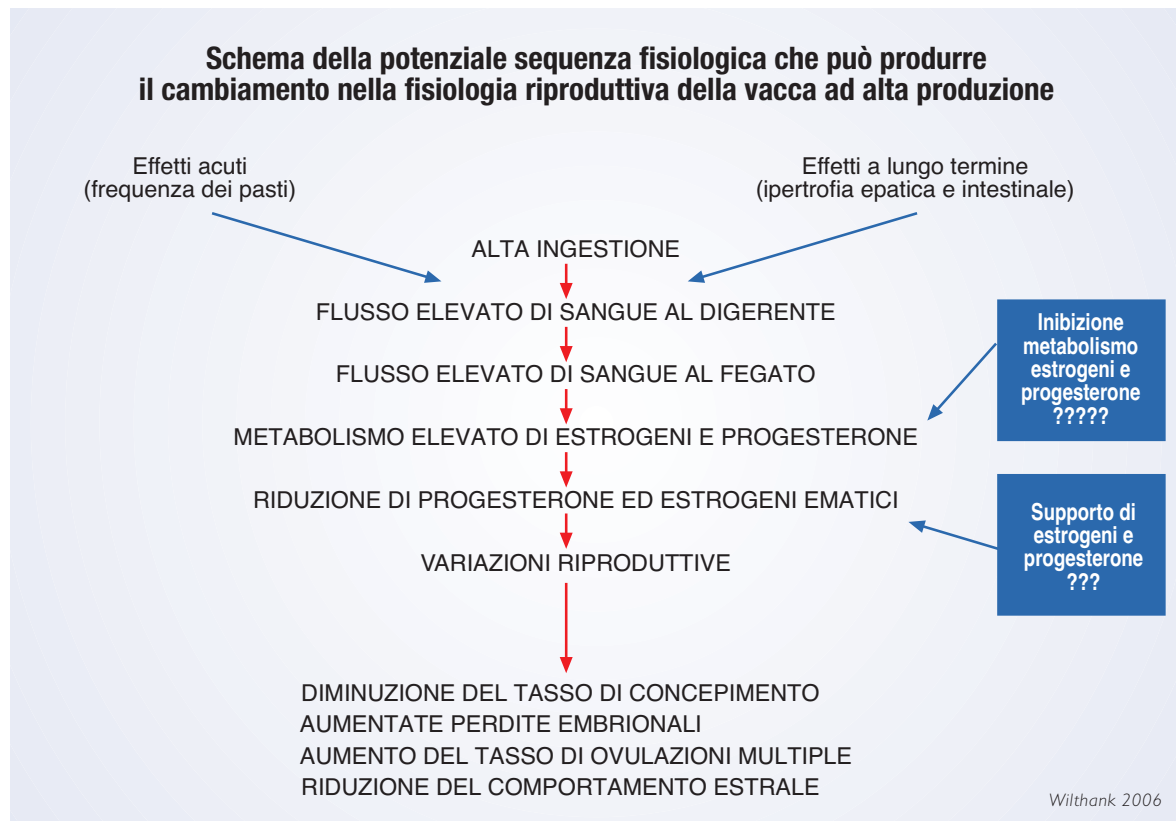 Schema della potenziale sequenza fisiologica che può produrre
il cambiamento nella fisiologia riproduttiva della vacca ad alta produzione
Effetti acuti
(frequenza dei pasti)
Effetti a lungo termine
(ipertrofia epatica e intestinale)
ALTA INGESTIONE
FLUSSO ELEVATO DI SANGUE AL DIGERENTE
FLUSSO ELEVATO DI SANGUE AL FEGATO
METABOLISMO ELEVATO DI ESTROGENI E PROGESTERONE
RIDUZIONE DI PROGESTERONE ED ESTROGENI EMATICI
VARIAZIONI RIPRODUTTIVE
Inibizione
metabolismo
estrogeni e
progesterone
?????
Supporto di
estrogeni e
progesterone
???
DIMINUZIONE DEL TASSO DI CONCEPIMENTO
AUMENTATE PERDITE EMBRIONALI
AUMENTO DEL TASSO DI OVULAZIONI MULTIPLE
RIDUZIONE DEL COMPORTAMENTO ESTRALE
Wilthank 2006